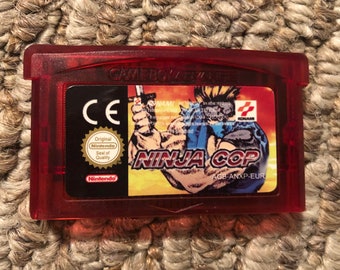 GAME BOY ADVANCE
CE
KONAMI
Original
Nintendo
Seal of
Quality
Nintendo
NINJA COP
AGB-ANXP-EUR